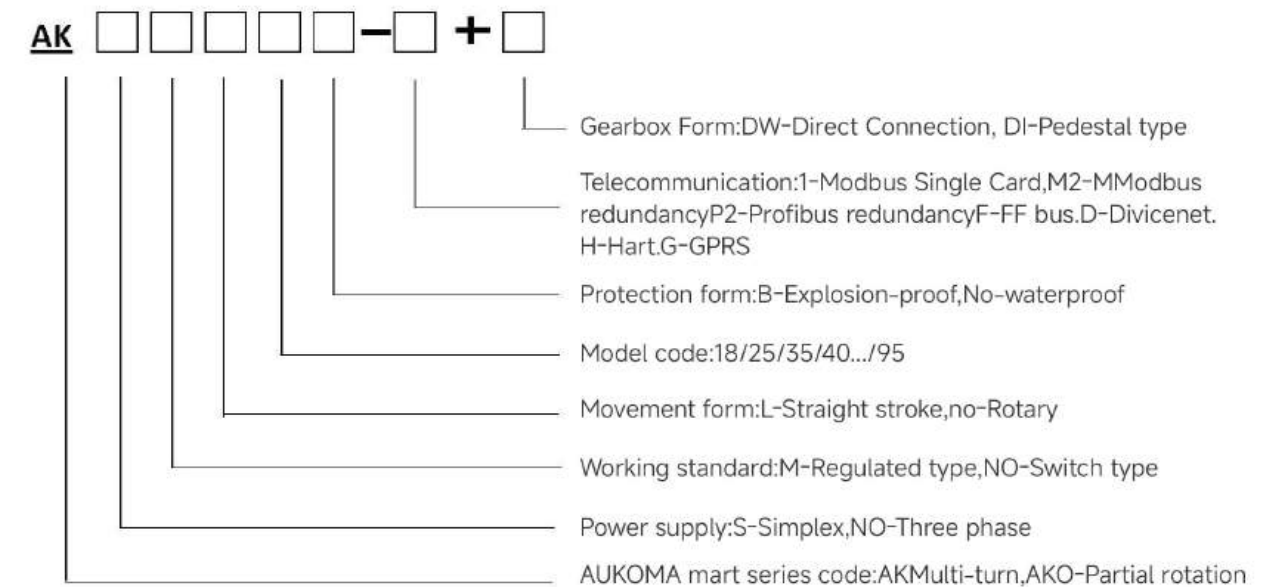 AK – +
Gearbox Form:DW-Direct Connection, DI-Pedestal type
Telecommunication:1-Modbus Single Card,M2-MModbus
redundancyP2-Profibus redundancyF-FF bus.D-Divicenet.
H-Hart.G-GPRS
Protection form:B-Explosion-proof,No-waterproof
Model code:18/25/35/40.../95
Movement form:L-Straight stroke,no-Rotary
Working standard:M-Regulated type,NO-Switch type
Power supply:S-Simplex,NO-Three phase
AUKOMA mart series code:AKMulti-turn,AKO-Partial rotation